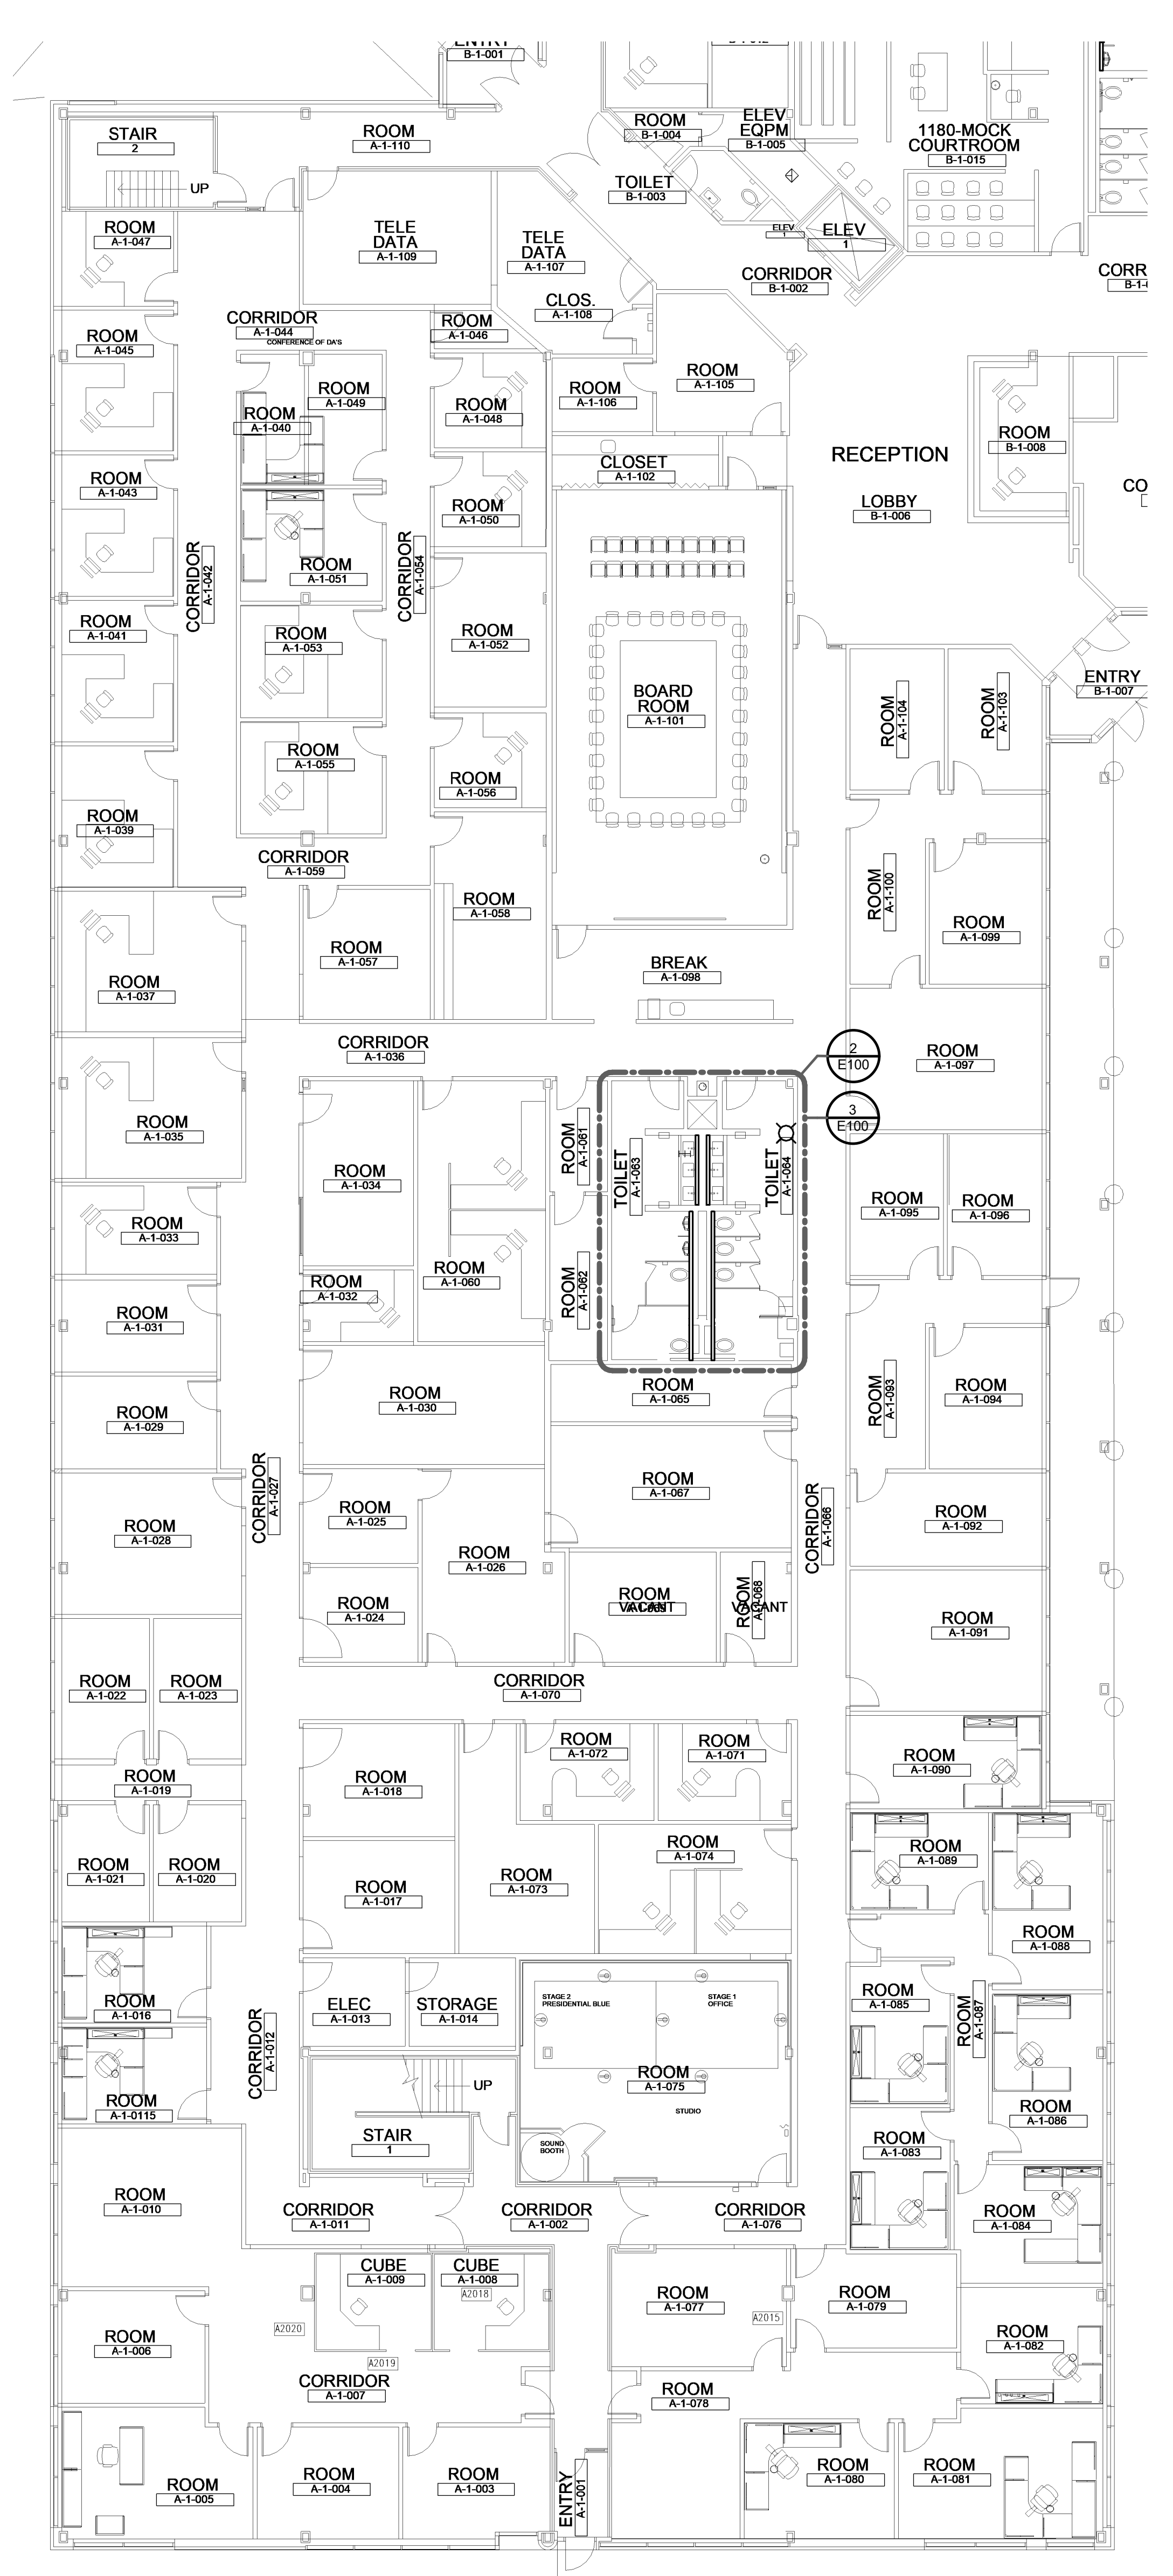 ENTRY
B-1-001
STAIR
2
UP
ROOM
A-1-110
ROOM
B-1-004
ELEV
EQPM
B-1-005
1180-MOCK
COURTROOM
B-1-015
TOILET
B-1-003
ROOM
A-1-047
TELE
DATA
A-1-109
TELE
DATA
A-1-107
ELEV
1
ELEV
1
CORRIDOR
B-1-002
CORR
CLOS.
A-1-108
CORRIDOR
A-1-044
CONFERENCE OF DA'S
ROOM
A-1-046
ROOM
A-1-045
ROOM
A-1-049
ROOM
A-1-040
ROOM
A-1-048
ROOM
A-1-106
ROOM
A-1-105
RECEPTION
ROOM
B-1-008
CLOSET
A-1-102
ROOM
A-1-043
ROOM
A-1-050
LOBBY
B-1-006
CO
CORRIDOR
A-1-042
ROOM
A-1-051
CORRIDOR
A-1-054
ROOM
A-1-041
ROOM
A-1-053
ROOM
A-1-052
BOARD
ROOM
A-1-101
ROOM
A-1-104
ROOM
A-1-103
ENTRY
B-1-007
ROOM
A-1-055
ROOM
A-1-056
ROOM
A-1-039
CORRIDOR
A-1-059
ROOM
A-1-058
ROOM
A-1-100
ROOM
A-1-099
ROOM
A-1-057
ROOM
A-1-037
BREAK
A-1-098
CORRIDOR
A-1-036
2
E100
ROOM
A-1-097
3
E100
ROOM
A-1-035
ROOM
A-1-034
ROOM
A-1-061
TOILET
A-1-063
TOILET
A-1-064
ROOM
A-1-095
ROOM
A-1-096
ROOM
A-1-033
ROOM
A-1-032
ROOM
A-1-060
ROOM
A-1-062
ROOM
A-1-031
ROOM
A-1-030
ROOM
A-1-065
ROOM
A-1-093
ROOM
A-1-094
ROOM
A-1-029
CORRIDOR
A-1-027
ROOM
A-1-067
CORRIDOR
A-1-066
ROOM
A-1-028
ROOM
A-1-025
ROOM
A-1-026
ROOM
A-1-092
ROOM
A-1-024
ROOM
VACANT
ROOM
A-1-068
VACANT
ROOM
A-1-091
ROOM
A-1-022
ROOM
A-1-023
CORRIDOR
A-1-070
ROOM
A-1-072
ROOM
A-1-071
ROOM
A-1-090
ROOM
A-1-019
ROOM
A-1-018
ROOM
A-1-074
ROOM
A-1-089
ROOM
A-1-021
ROOM
A-1-020
ROOM
A-1-017
ROOM
A-1-073
ROOM
A-1-088
ROOM
A-1-016
ELEC
A-1-013
STORAGE
A-1-014
STAGE 2
PRESIDENTIAL BLUE
STAGE 1
OFFICE
ROOM
A-1-085
ROOM
A-1-087
CORRIDOR
A-1-012
UP
ROOM
A-1-075
STUDIO
ROOM
A-1-0115
ROOM
A-1-086
STAIR
1
SOUND
BOOTH
ROOM
A-1-083
ROOM
A-1-010
CORRIDOR
A-1-011
CORRIDOR
A-1-002
CORRIDOR
A-1-076
ROOM
A-1-084
CUBE
A-1-009
CUBE
A-1-008
A2018
A2020
A2019
ROOM
A-1-077
A2015
ROOM
A-1-079
ROOM
A-1-006
ROOM
A-1-082
CORRIDOR
A-1-007
ROOM
A-1-078
ROOM
A-1-005
ROOM
A-1-004
ROOM
A-1-003
ENTRY
A-1-001
ROOM
A-1-080
ROOM
A-1-081